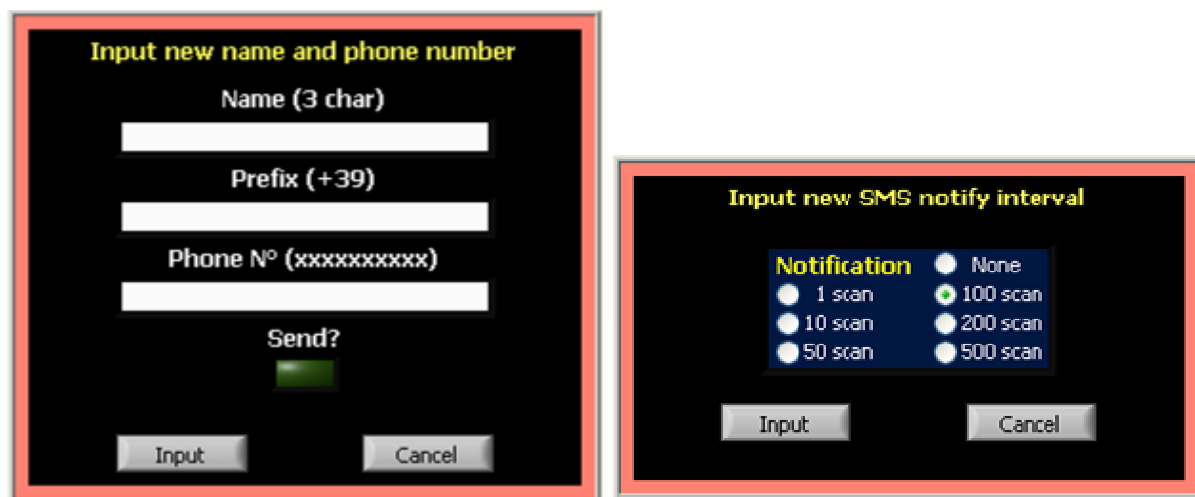 Input new name and phone number
Name (3 char)
Prefix (+39)
Phone N° (xxxxxxxxxx)
Send?
Input Cancel
Input new SMS notify interval
Notification None
1 scan 100 scan
10 scan 200 scan
50 scan 500 scan
Input Cancel